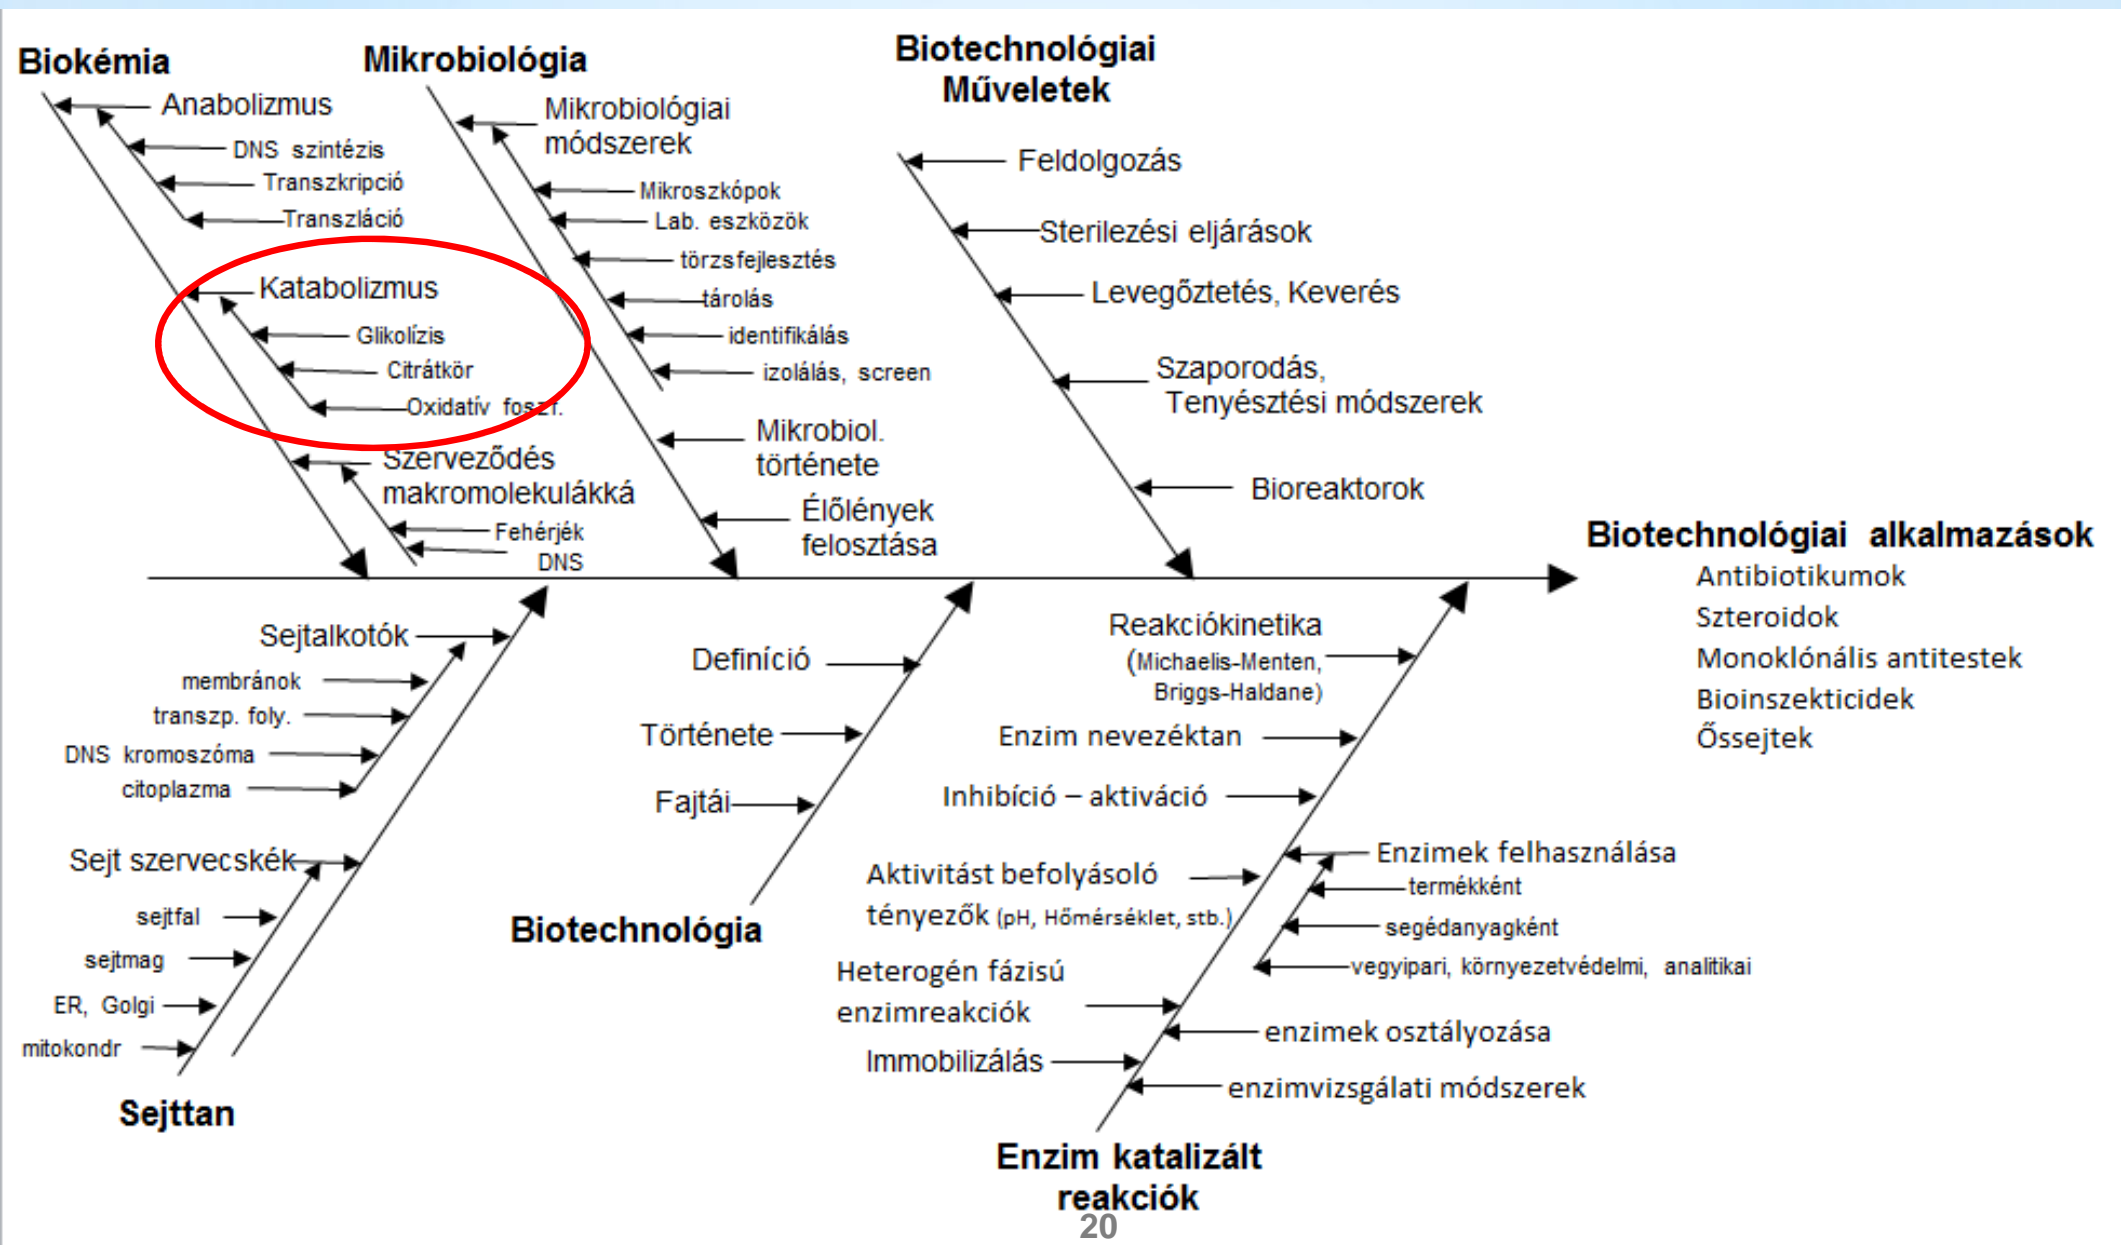 Biokémia
Anabolizmus
DNS szintézis
Transzkripció
Transzláció
Katabolizmus
Glikolízis
Citrátkör
Oxidatív foszf.
Szerveződés
makromolekulákká
Fehérjék
DNS
Mikrobiológia
Mikrobiológiai
módszerek
Mikroszkópok
Lab. eszközök
törzsfejlesztés
tárolás
identifikálás
izolálás, screen
Mikrobiol.
története
Élőlények
felosztása
Biotechnológiai
Műveletek
Feldolgozás
Sterilezési eljárások
Levegőztetés, Keverés
Szaporodás,
Tenyésztési módszerek
Bioreaktorok
Biotechnológiai alkalmazások
Antibiotikumok
Szteroidok
Monoklónális antitestek
Bioinszekticidek
Őssejtek
Sejtalkotók
membránok
transzp. foly.
DNS kromoszóma
citoplazma
Sejt szervecskék
sejtfal
sejtmag
ER, Golgi
mitokondr
Sejttan
Definíció
Története
Fajtái
Biotechnológia
Reakciókinetika
(Michaelis-Menten,
Briggs-Haldane)
Enzim nevezéktan
Inhibíció – aktiváció
Aktivitást befolyásoló
tényezők (pH, Hőmérséklet, stb.)
Heterogén fázisú
enzimreakciók
Immobilizálás
Enzimek felhasználása
termékként
segédanyagként
vegyipari, környezetvédelmi, analitikai
enzimek osztályozása
enzimvizsgálati módszerek
Enzim katalizált
reakciók
20